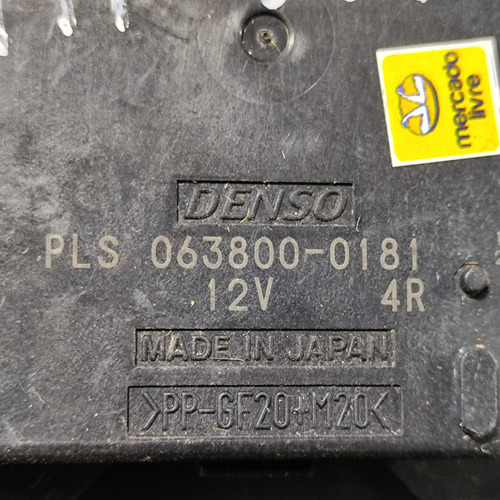 mercado
livre
DENSO
PLS 063800-0181
12V 4R
MADE IN JAPAN
>PP-GF20+M20<